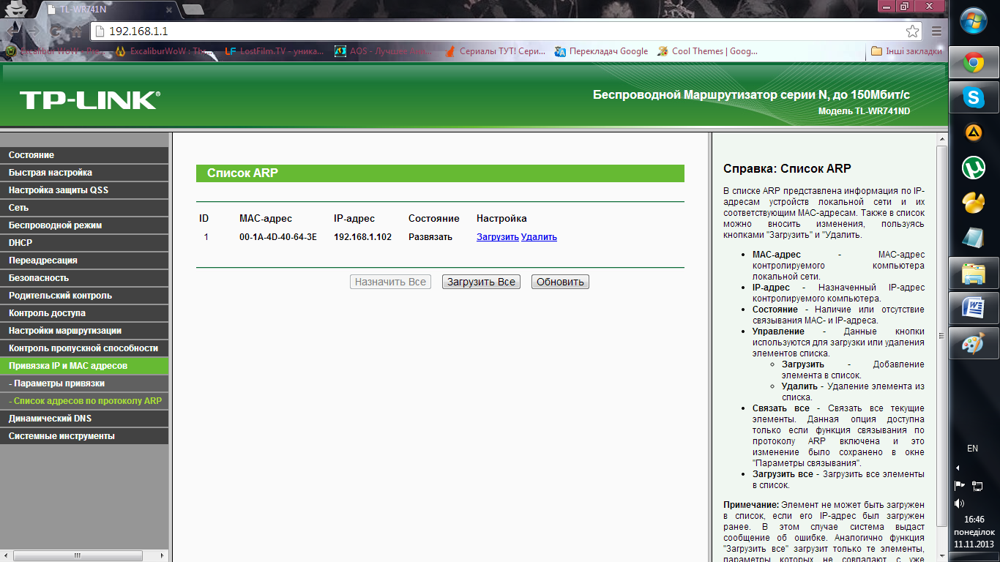 TL-WR741N
192.168.1.1
ExcaliburWoW : The...
LostFilm.TV - уника...
AOS - Лучшие
Сериалы ТУТ! Сери...
Перекладач Google
Cool Themes | Goog...
Інші закладки
TP-LINK®
Беспроводной Маршрутизатор серии N, до 150Мбит/с
Модель TL-WR741ND
Состояние
Быстрая настройка
Настройка защиты QSS
Сеть
Беспроводной режим
DHCP
Переадресация
Безопасность
Родительский контроль
Контроль доступа
Настройки маршрутизации
Контроль пропускной способности
Привязка IP и MAC адресов
- Параметры привязки
- Список адресов по протоколу ARP
Динамический DNS
Системные инструменты
Список ARP
ID MAC-адрес IP-адрес Состояние Настройка
1 00-1A-4D-40-64-3E 192.168.1.102 Развязать Загрузить Удалить
Назначить Все Загрузить Все Обновить
Справка: Список ARP
В списке ARP представлена информация по IP-
адресам устройств локальной сети и их
соответствующим MAC-адресам. Также в список
можно вносить изменения, пользуясь
кнопками "Загрузить" и "Удалить.
• MAC-адрес - MAC-адрес
контролируемого компьютера
локальной сети.
• IP-адрес - Назначенный IP-адрес
контролируемого компьютера.
• Состояние - Наличие или отсутствие
связывания MAC- и IP-адреса.
• Управление - Данные кнопки
используются для загрузки или удаления
элементов списка.
◦ Загрузить - Добавление
элемента в список.
◦ Удалить - Удаление элемента из
списка.
• Связать все - Связать все текущие
элементы. Данная опция доступна
только если функция связывания по
протоколу ARP включена и это
изменение было сохранено в окне
"Параметры связывания".
• Загрузить все - Загрузить все элементы
в список.
Примечание: Элемент не может быть загружен
в список, если его IP-адрес был загружен
ранее. В этом случае система выдаст
сообщение об ошибке. Аналогично функция
"Загрузить все" загрузит только те элементы,
параметры которых не совпадают с уже
EN
16:46
понеділок
11.11.2013